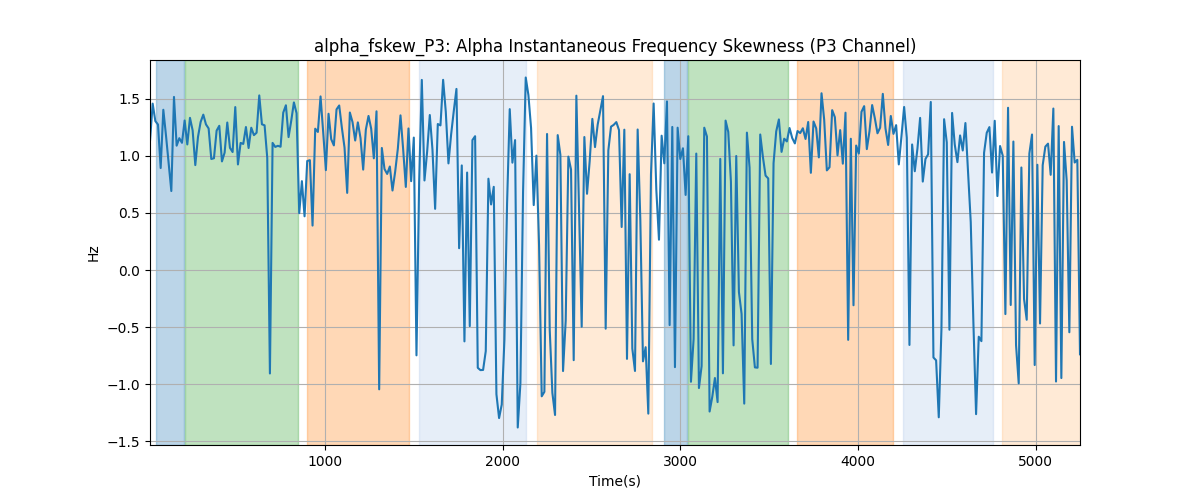 alpha_fskew_P3: Alpha Instantaneous Frequency Skewness (P3 Channel)
1.5
1.0
0.5
0.0
−0.5
−1.0
−1.5
Hz
1000 2000 3000 4000 5000
Time(s)